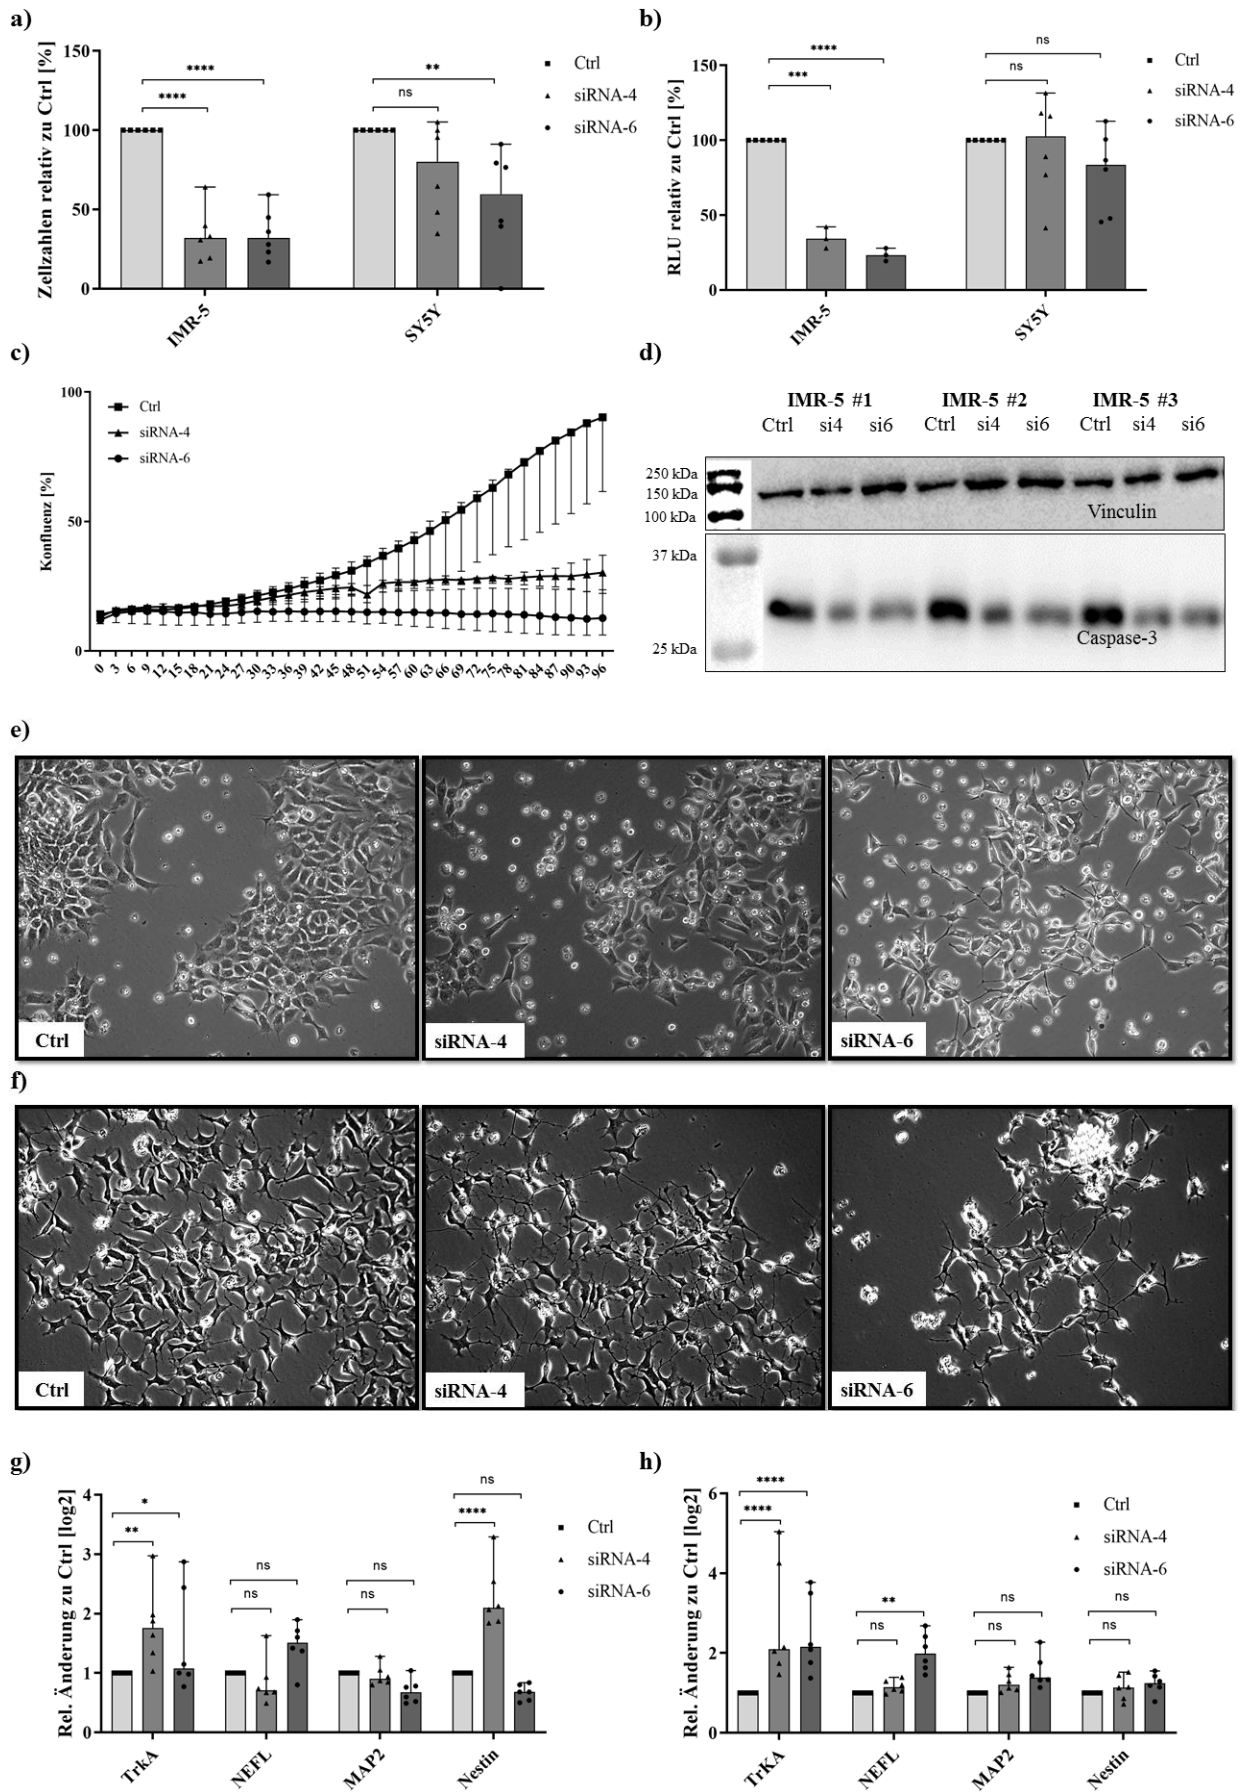 a)
Zellzahlen relativ zu Ctrl [%]
150
100
50
0
****
****
**
ns
IMR-5
SY5Y
Ctrl
siRNA-4
siRNA-6
b)
RLU relativ zu Ctrl [%]
150
100
50
0
****
***
ns
ns
IMR-5
SY5Y
Ctrl
siRNA-4
siRNA-6
c)
Konfluenz [%]
100
50
0
Ctrl
siRNA-4
siRNA-6
0 3 6 9 12 15 18 21 24 27 30 33 36 39 42 45 48 51 54 57 60 63 66 69 72 75 78 81 84 87 90 93 96
d)
IMR-5 #1 IMR-5 #2 IMR-5 #3
Ctrl si4 si6 Ctrl si4 si6 Ctrl si4 si6
250 kDa
150 kDa
100 kDa
Vinculin
37 kDa
25 kDa
Caspase-3
e)
Ctrl
siRNA-4
siRNA-6
f)
Ctrl
siRNA-4
siRNA-6
g)
Rel. Änderung zu Ctrl [log2]
4
3
2
1
0
*
**
ns
ns
ns
ns
ns
****
TrkA
NEFL
MAP2
Nestin
Ctrl
siRNA-4
siRNA-6
h)
Rel. Änderung zu Ctrl [log2]
6
4
2
0
****
****
**
ns
ns
ns
ns
ns
TrKA
NEFL
MAP2
Nestin
Ctrl
siRNA-4
siRNA-6